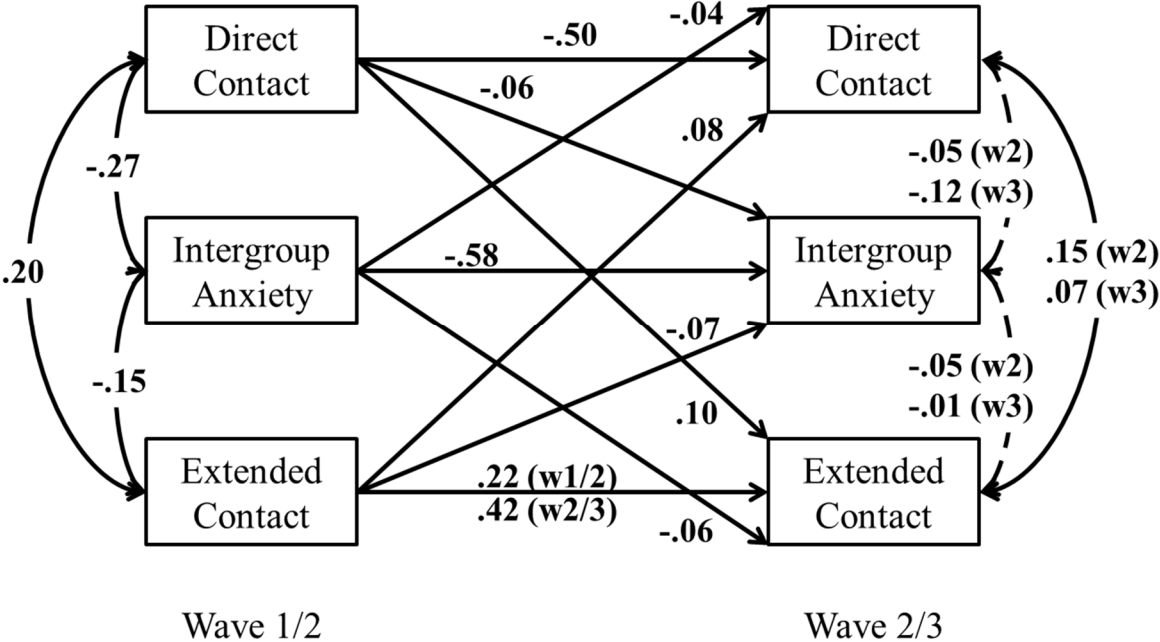 Direct
Contact
-.50
-.04
Direct
Contact
-.06
.08
-.27
-.05 (w2)
-.12 (w3)
Intergroup
Anxiety
-.58
Intergroup
Anxiety
.20
.15 (w2)
.07 (w3)
-.07
-.15
-.05 (w2)
-.01 (w3)
.10
Extended
Contact
.22 (w1/2)
.42 (w2/3)
-.06
Extended
Contact
Wave 1/2
Wave 2/3